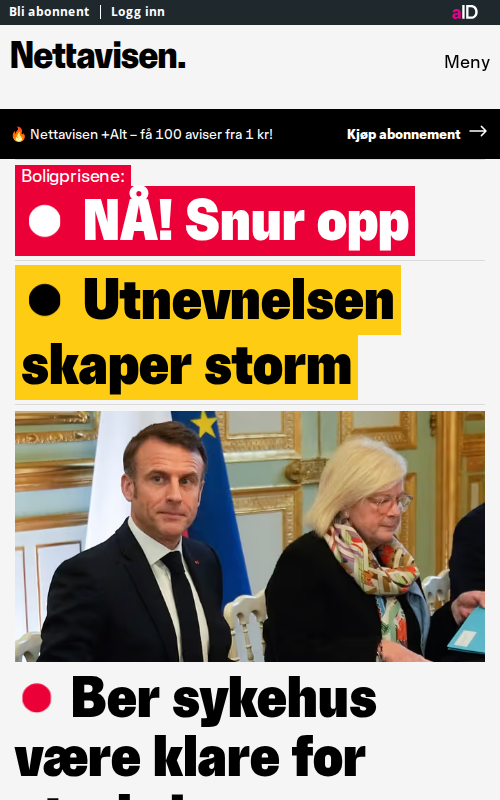 Bli abonnent | Logg inn
aID
Nettavisen.
Meny
🔥 Nettavisen +Alt – få 100 aviser fra 1 kr!
Kjøp abonnement →
Boligprisene:
● NÅ! Snur opp
● Utnevnelsen
skaper storm
● Ber sykehus
være klare for